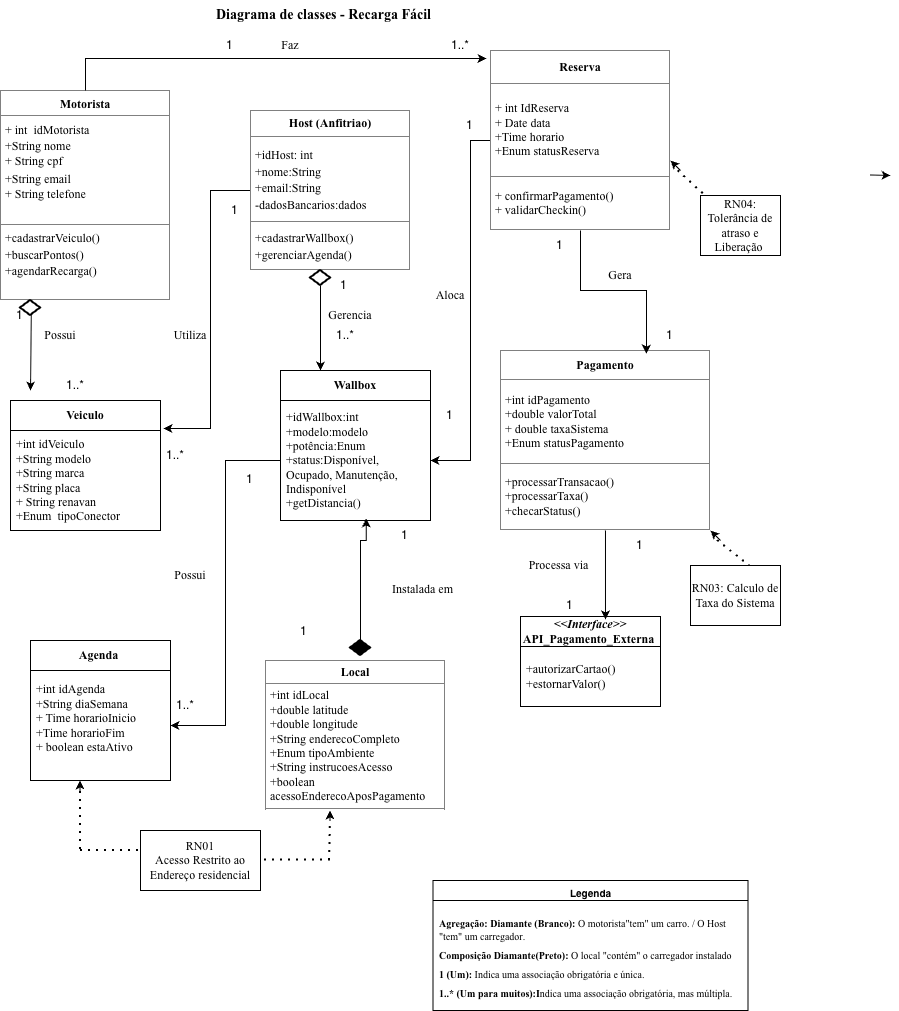 Diagrama de classes - Recarga Fácil
1
Faz
1..*
Motorista
+ int  idMotorista
+String nome
+ String cpf
+String email
+ String telefone
+cadastrarVeiculo()
+buscarPontos()
+agendarRecarga()
Host (Anfitriao)
+idHost: int
+nome:String
+email:String
-dadosBancarios:dados
+cadastrarWallbox()
+gerenciarAgenda()
Reserva
+ int IdReserva
+ Date data
+Time horario
+Enum statusReserva
+ confirmarPagamento()
+ validarCheckin()
1
RN04:
Tolerância de
atraso e
Liberação
1
1
Gera
1
1
Possui
1..*
Utiliza
1..*
1
Gerencia
1..*
Aloca
1
Veiculo
+int idVeiculo
+String modelo
+String marca
+String placa
+ String renavan
+Enum  tipoConector
Wallbox
+idWallbox:int
+modelo:modelo
+potência:Enum
+status:Disponível,
Ocupado, Manutenção,
Indisponível
+getDistancia()
Pagamento
+int idPagamento
+double valorTotal
+ double taxaSistema
+Enum statusPagamento
+processarTransacao()
+processarTaxa()
+checarStatus()
1
Possui
1..*
1
Instalada em
1
1
Processa via
1
RN03: Calculo de
Taxa do Sistema
<<Interface>>
API_Pagamento_Externa
+autorizarCartao()
+estornarValor()
Agenda
+int idAgenda
+String diaSemana
+ Time horarioInicio
+Time horarioFim
+ boolean estaAtivo
Local
+int idLocal
+double latitude
+double longitude
+String enderecoCompleto
+Enum tipoAmbiente
+String instrucoesAcesso
+boolean
acessoEnderecoAposPagamento
RN01
Acesso Restrito ao
Endereço residencial
Legenda
Agregação: Diamante (Branco): O motorista"tem" um carro. / O Host
"tem" um carregador.
Composição Diamante(Preto): O local "contém" o carregador instalado
1 (Um): Indica uma associação obrigatória e única.
1..* (Um para muitos):Indica uma associação obrigatória, mas múltipla.